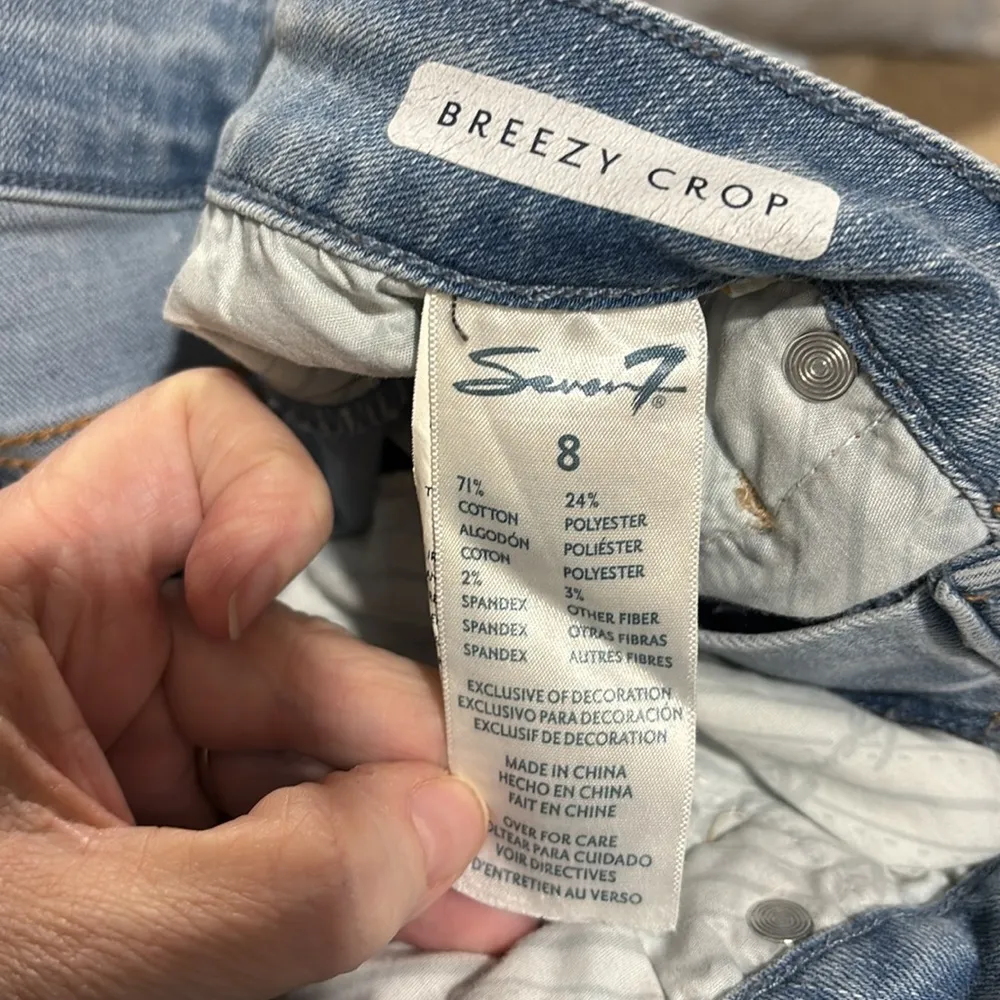 BREEZY CROP
Seven7®
8
71%
COTTON
ALGODÓN
COTON
2%
SPANDEX
SPANDEX
SPANDEX
24%
POLYESTER
POLIÉSTER
POLYESTER
3%
OTHER FIBER
OTRAS FIBRAS
AUTRES FIBRES
EXCLUSIVE OF DECORATION
EXCLUSIVO PARA DECORACIÓN
EXCLUSIF DE DECORATION
MADE IN CHINA
HECHO EN CHINA
FAIT EN CHINE
OVER FOR CARE
OLTEAR PARA CUIDADO
VOIR DIRECTIVES
D'ENTRETIEN AU VERSO